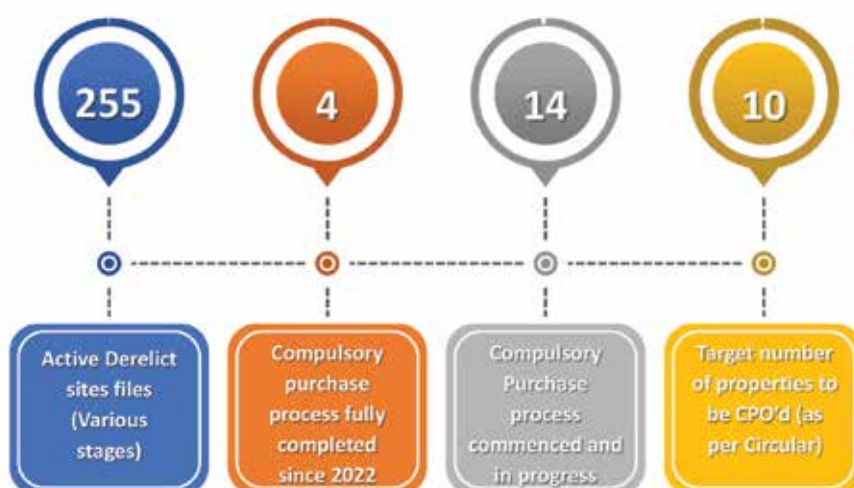 255
4
14
10
Active Derelict
sites files
(Various
stages)
Compulsory
purchase
process fully
completed
since 2022
Compulsory
Purchase
process
commenced and
in progress
Target number
of properties to
be CPO'd (as
per Circular)